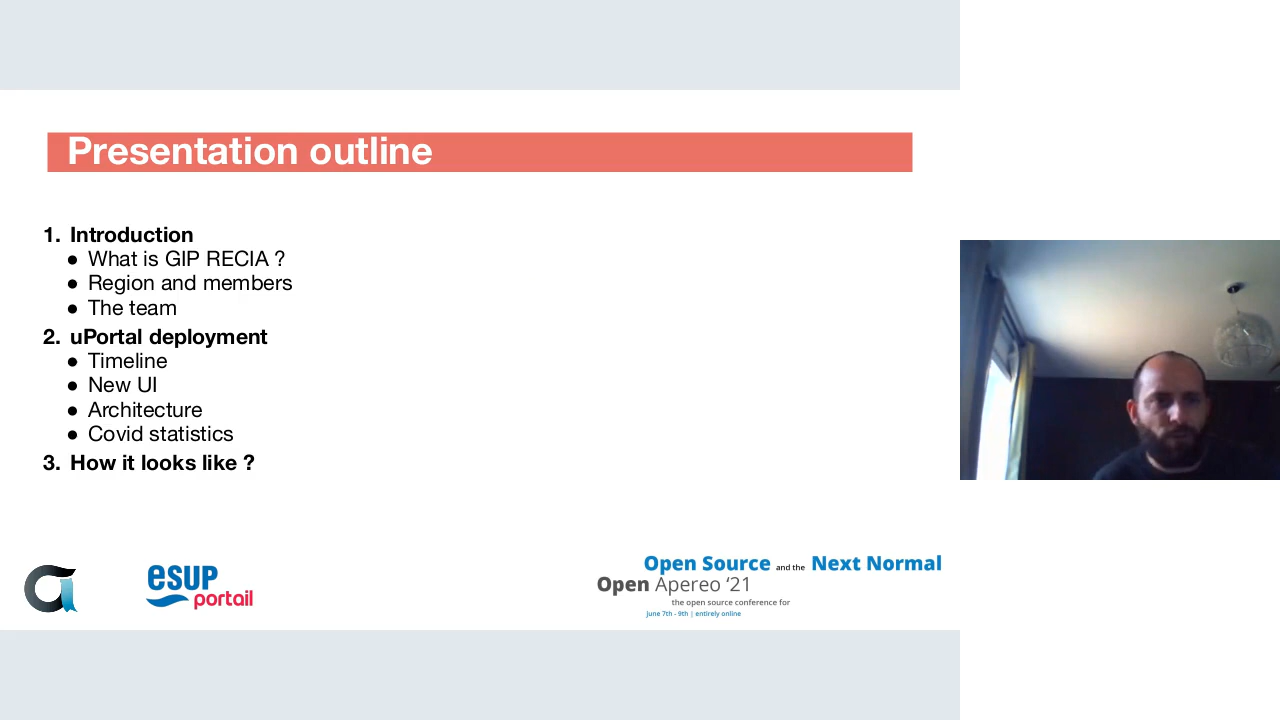 Presentation outline
1. Introduction
● What is GIP RECIA ?
● Region and members
● The team
2. uPortal deployment
● Timeline
● New UI
● Architecture
● Covid statistics
3. How it looks like ?
esup
portail
Open Source and the Next Normal
Open Apereo ‘21
the open source conference for
June 7th - 9th | entirely online